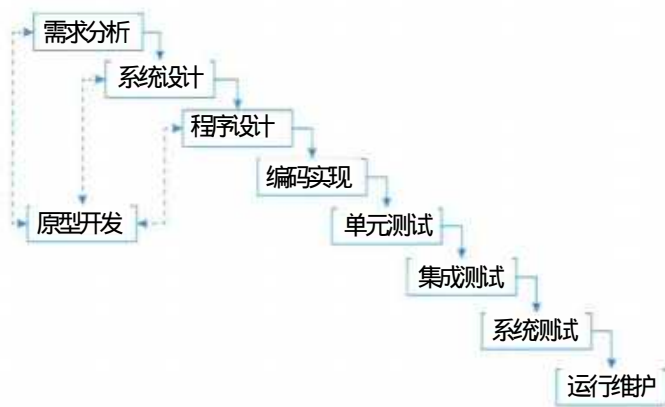 需求分析
系统设计
程序设计
编码实现
原型开发
单元测试
集成测试
系统测试
运行维护